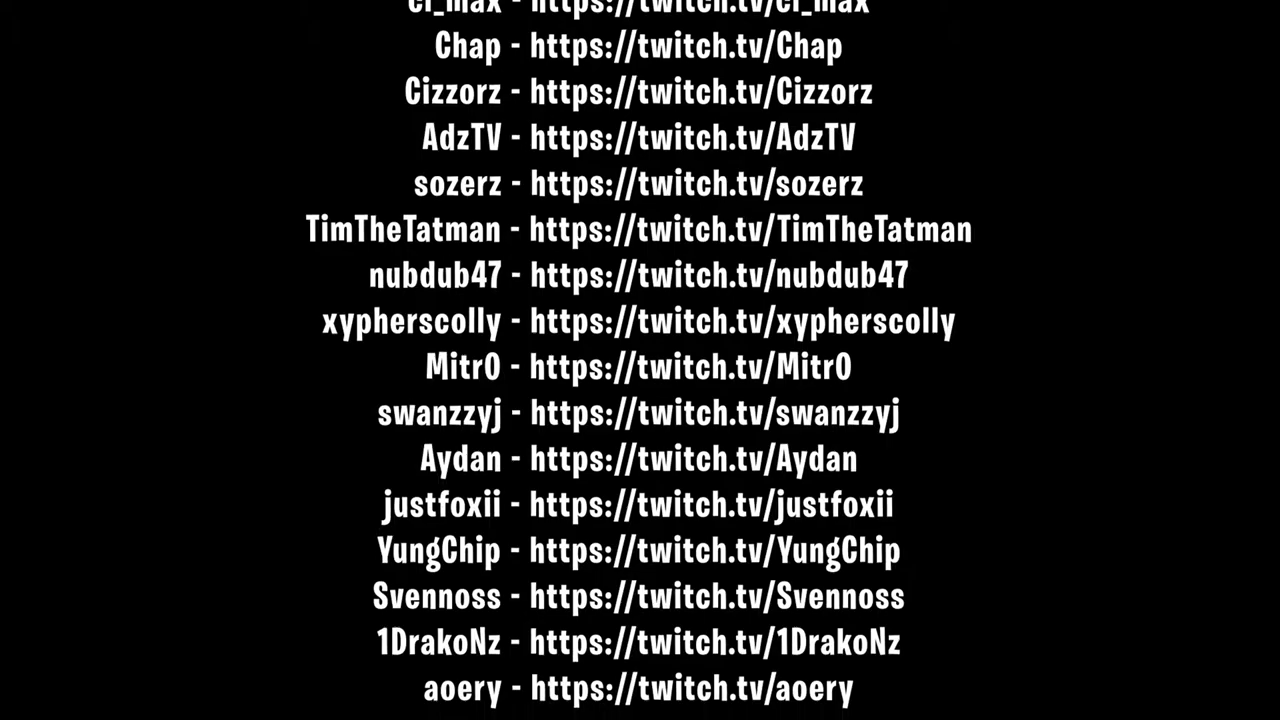 Chap - https://twitch.tv/Chap
Cizzorz - https://twitch.tv/Cizzorz
AdzTV - https://twitch.tv/AdzTV
sozerz - https://twitch.tv/sozerz
TimTheTatman - https://twitch.tv/TimTheTatman
nubdub47 - https://twitch.tv/nubdub47
xypherscolly - https://twitch.tv/xypherscolly
Mitr0 - https://twitch.tv/Mitr0
swanzzyj - https://twitch.tv/swanzzyj
Aydan - https://twitch.tv/Aydan
justfoxii - https://twitch.tv/justfoxii
YungChip - https://twitch.tv/YungChip
Svennoss - https://twitch.tv/Svennoss
1DrakoNz - https://twitch.tv/1DrakoNz
aoery - https://twitch.tv/aoery